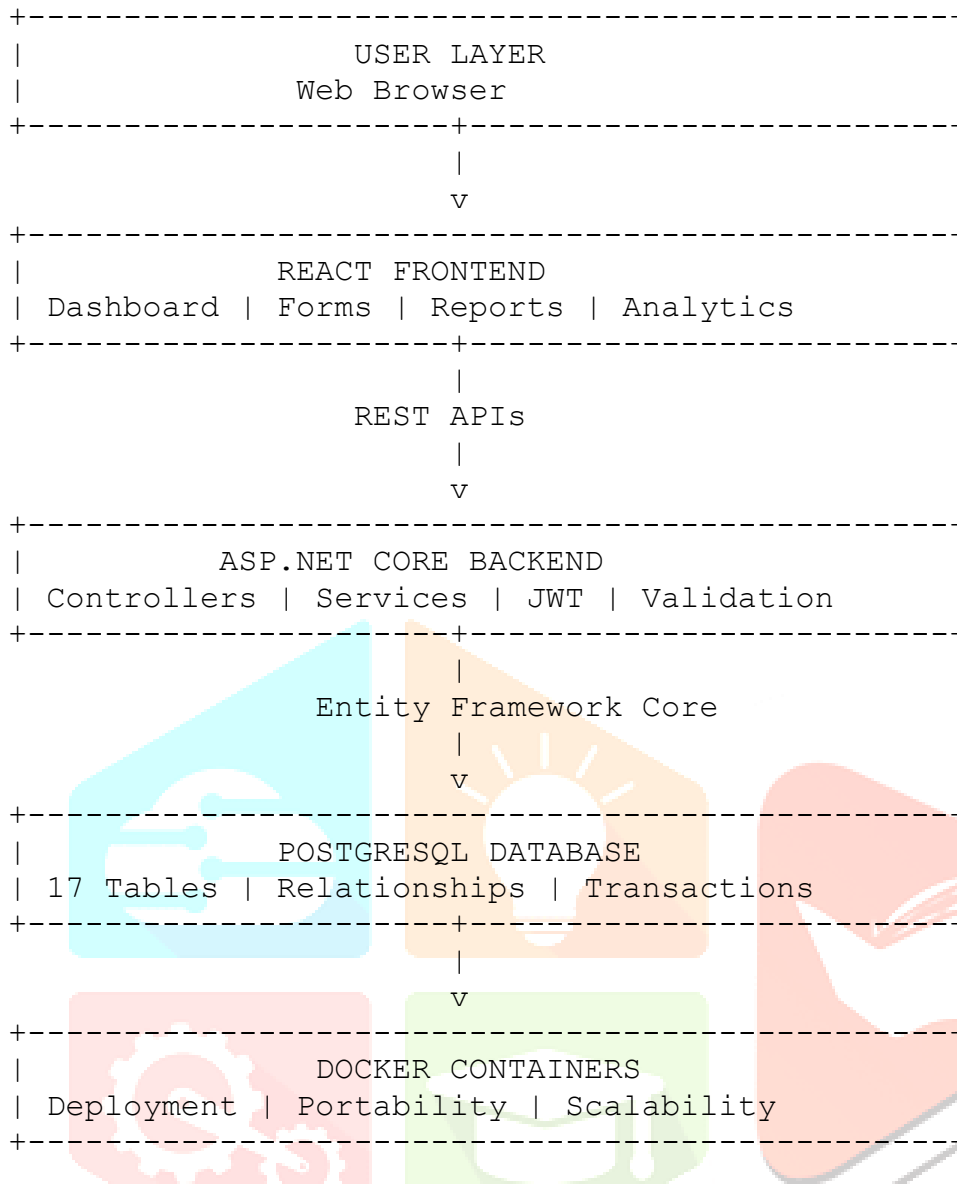 USER LAYER
Web Browser
REACT FRONTEND
| Dashboard | Forms | Reports | Analytics
REST APIs
ASP.NET CORE BACKEND
| Controllers | Services | JWT | Validation
Entity Framework Core
POSTGRESQL DATABASE
| 17 Tables | Relationships | Transactions
DOCKER CONTAINERS
| Deployment | Portability | Scalability